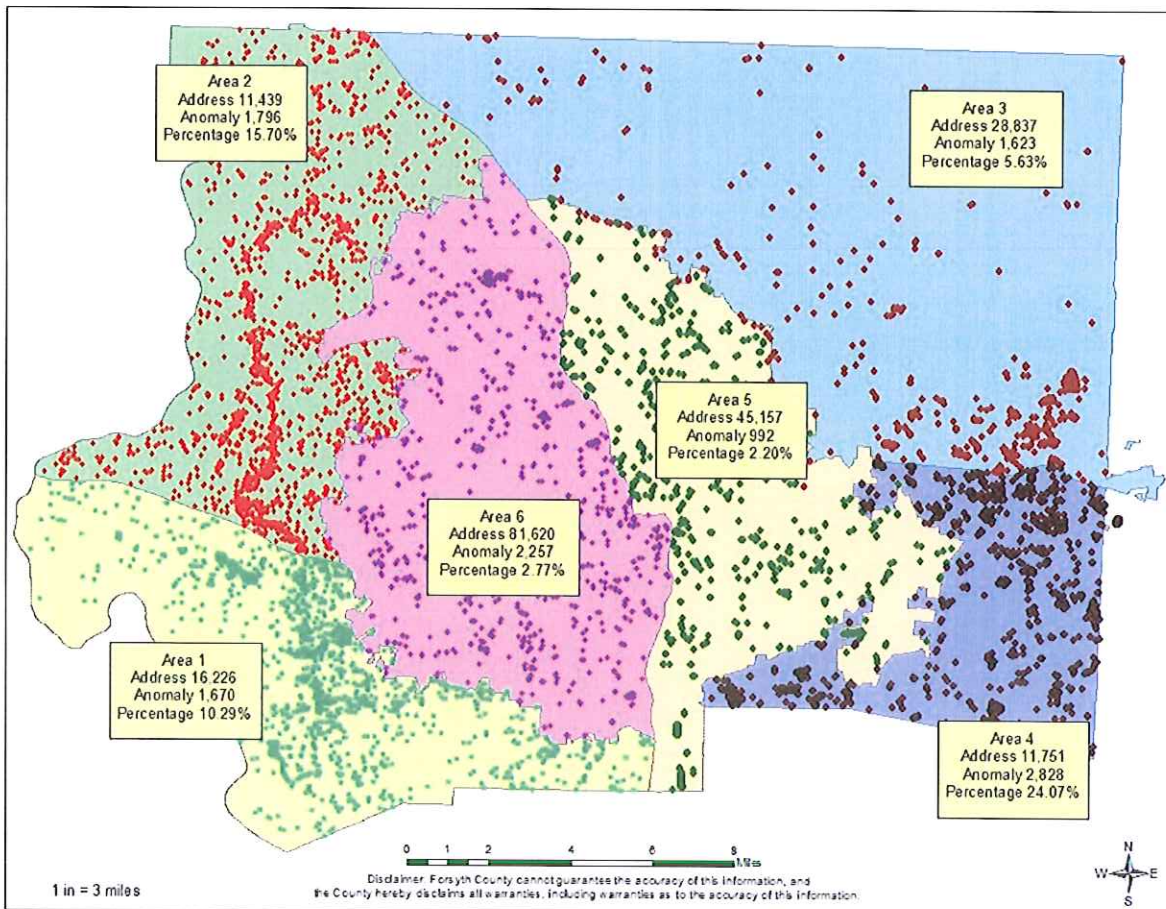 Area 2
Address 11,439
Anomaly 1,796
Percentage 15.70%
Area 3
Address 28,837
Anomaly 1,623
Percentage 5.63%
Area 5
Address 45,157
Anomaly 992
Percentage 2.20%
Area 6
Address 81,620
Anomaly 2,257
Percentage 2.77%
Area 1
Address 16,226
Anomaly 1,670
Percentage 10.29%
Area 4
Address 11,751
Anomaly 2,828
Percentage 24.07%
0 1 2 4 6 8
Miles
1 in = 3 miles
Disclaimer: Forsyth County cannot guarantee the accuracy of this information, and
the County hereby disclaims all warranties, including warranties as to the accuracy of this information.
N
W E
S